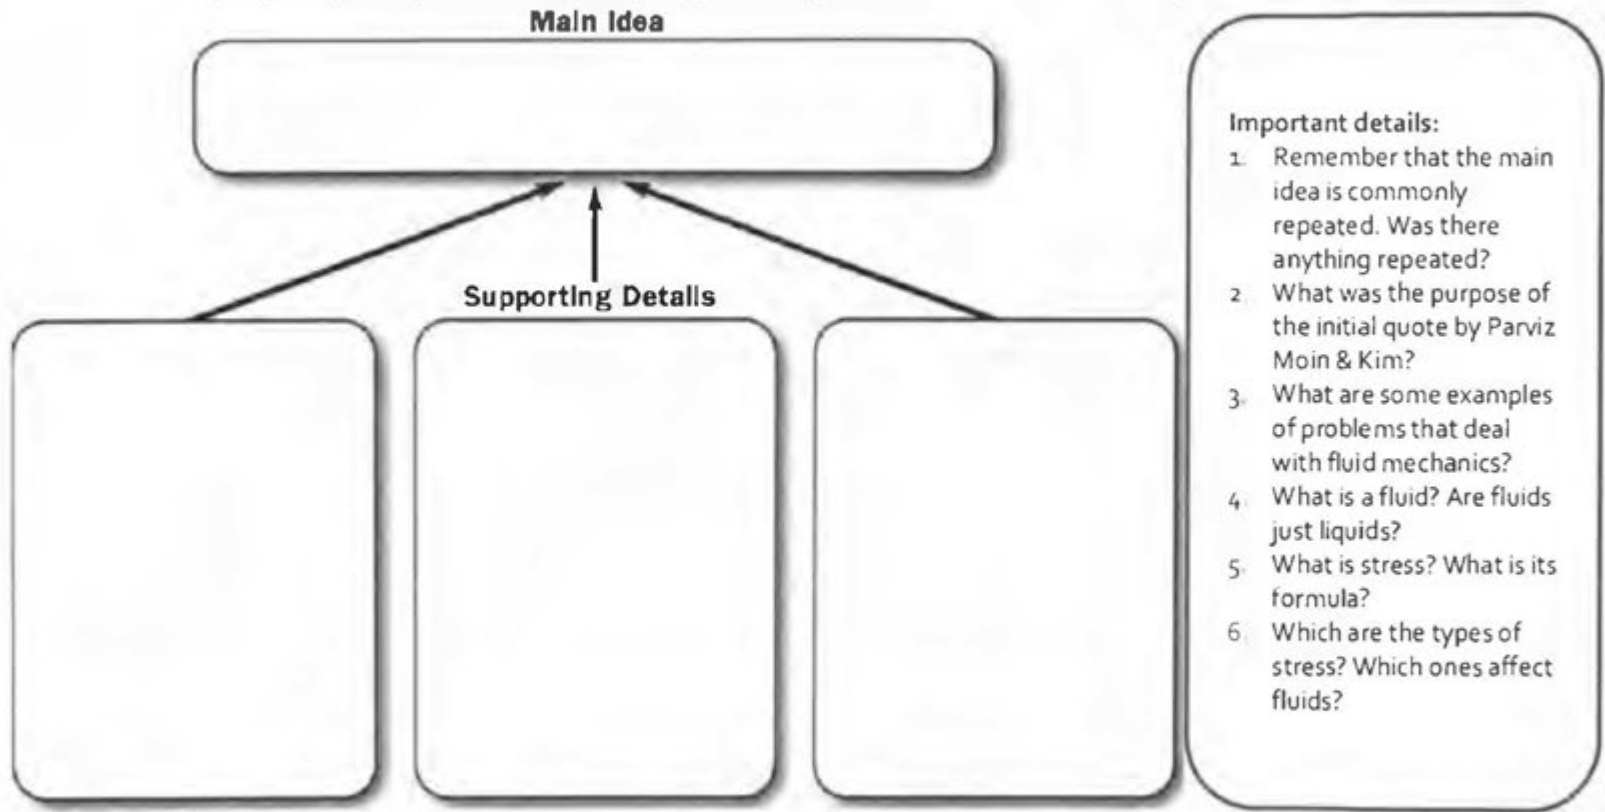 Main Idea
Supporting Details
Important details:
1. Remember that the main
idea is commonly
repeated. Was there
anything repeated?
2. What was the purpose of
the initial quote by Parviz
Moin & Kim?
3. What are some examples
of problems that deal
with fluid mechanics?
4. What is a fluid? Are fluids
just liquids?
5. What is stress? What is its
formula?
6. Which are the types of
stress? Which ones affect
fluids?